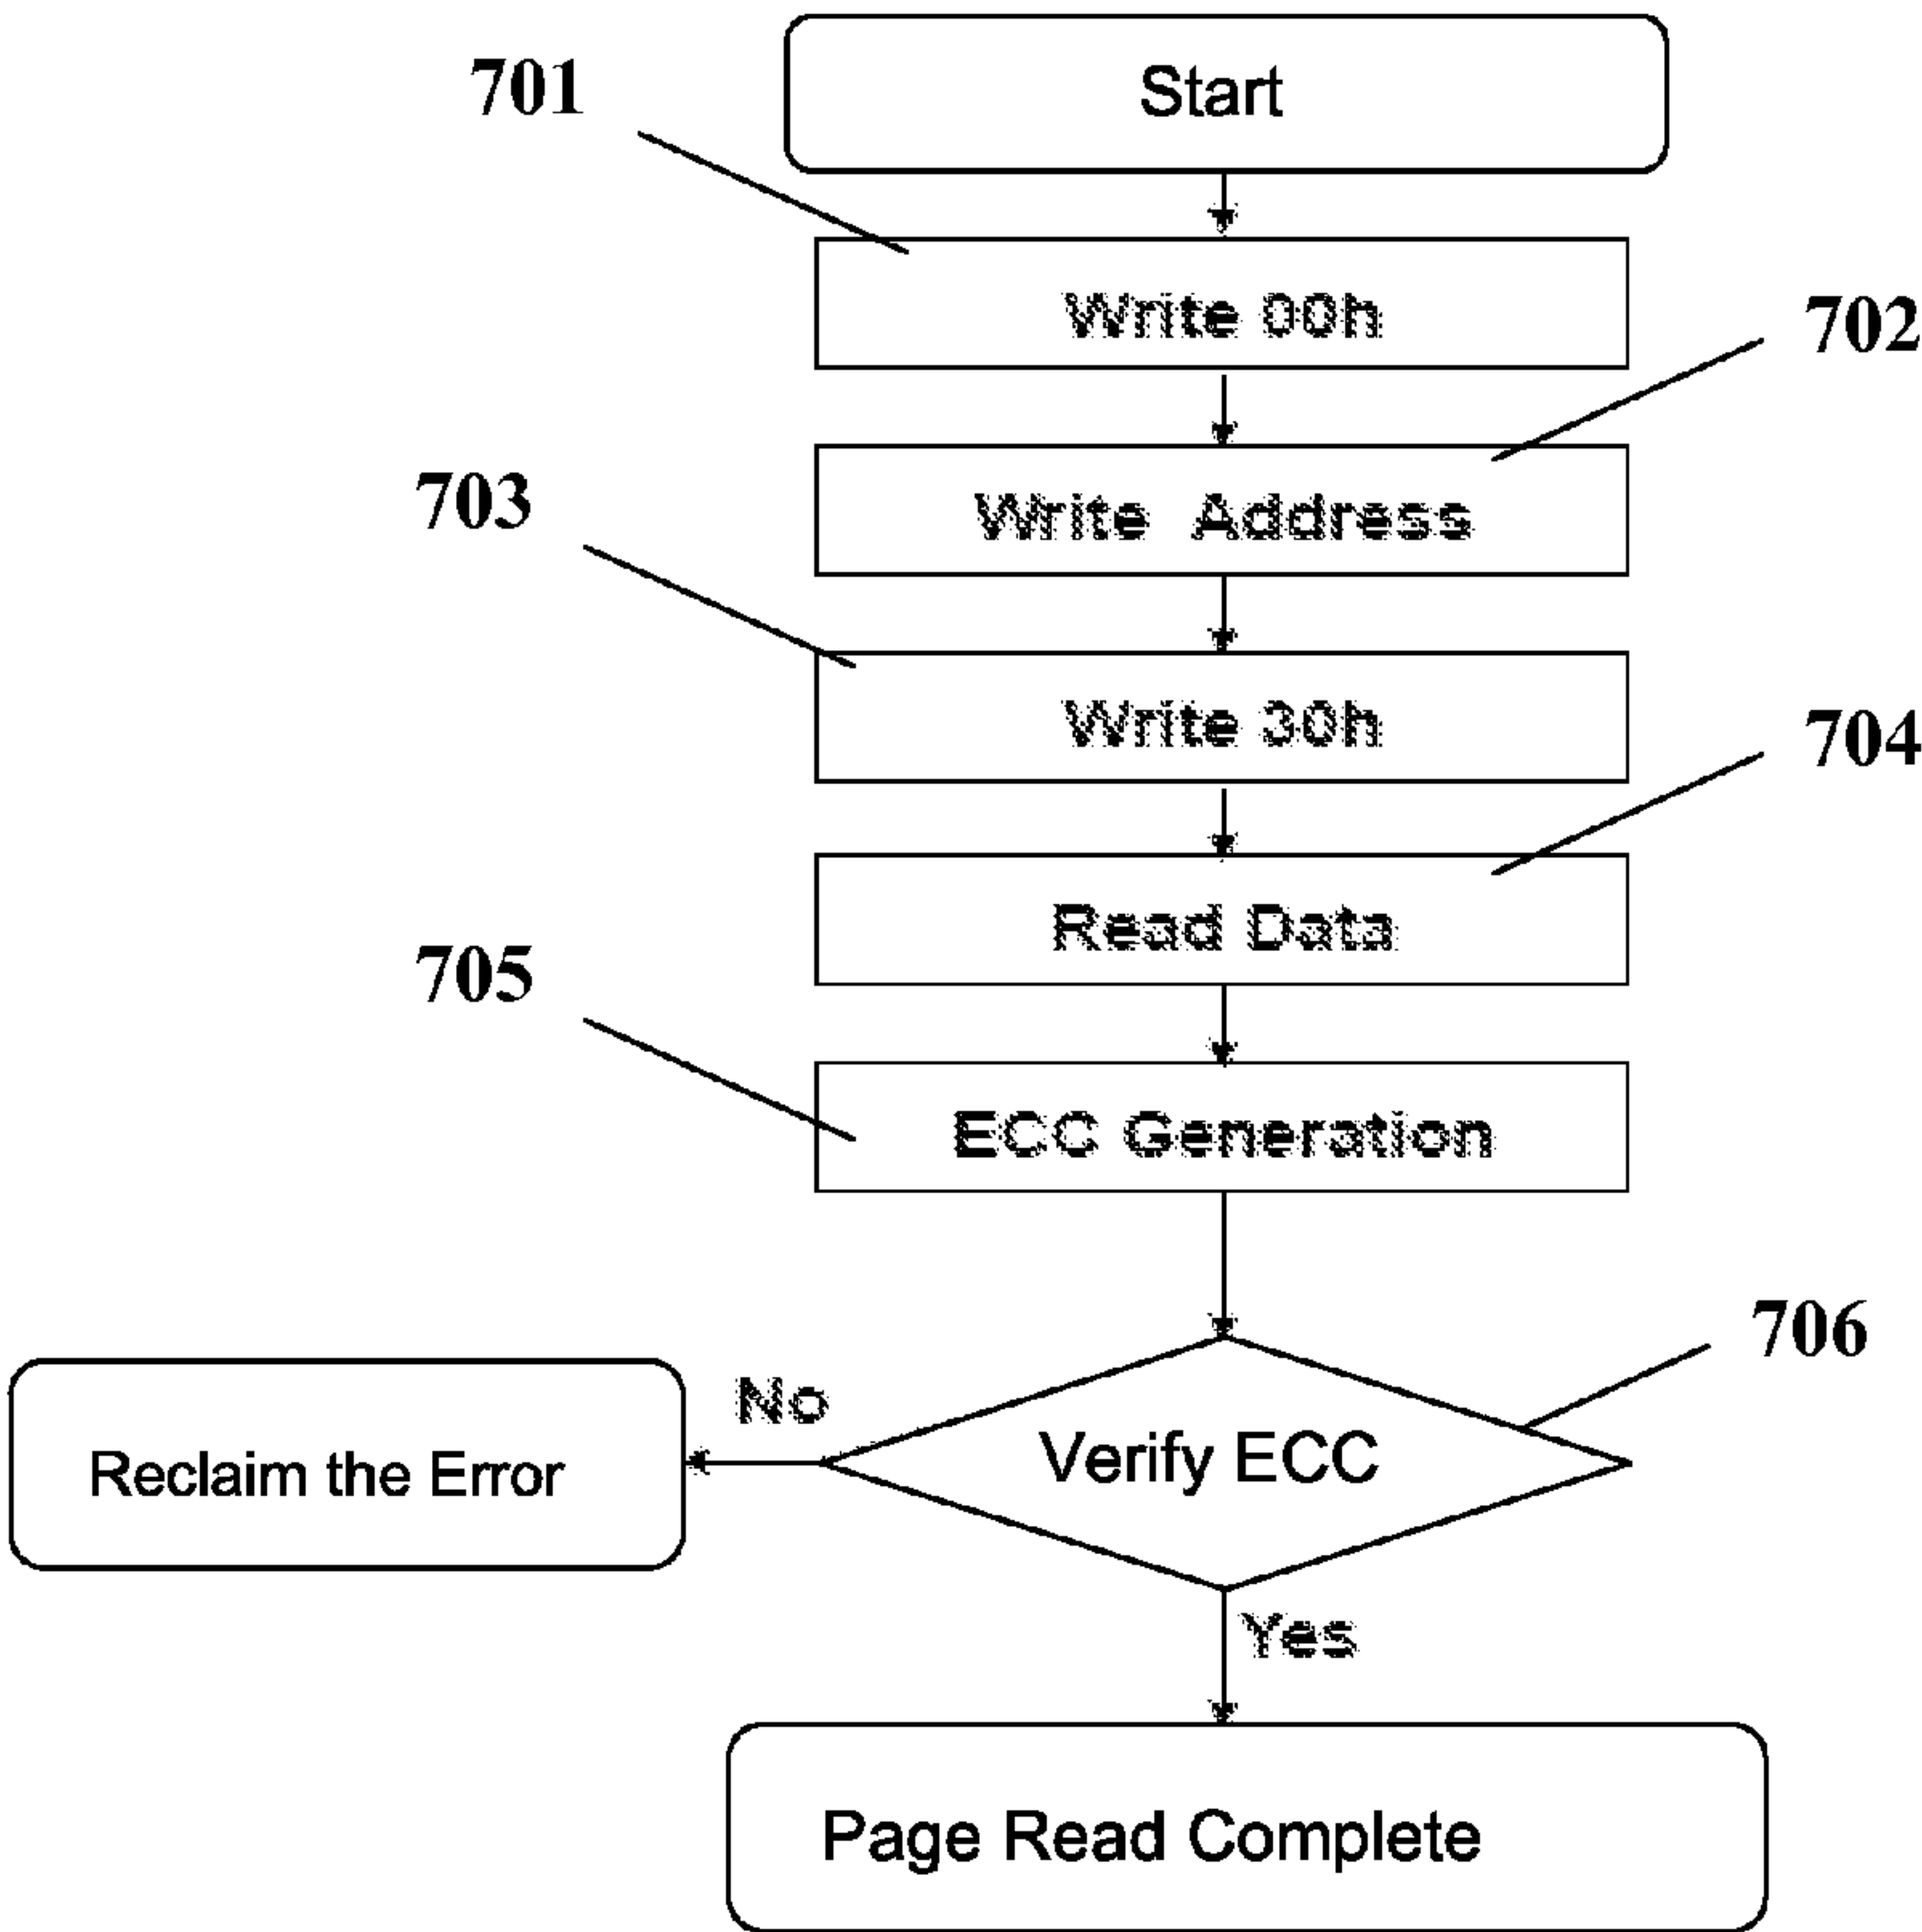 Start
701
Write 00h
702
Write Address
703
Write 30h
704
Read Data
705
ECC Generation
706
No
Verify ECC
Reclaim the Error
Yes
Page Read Complete